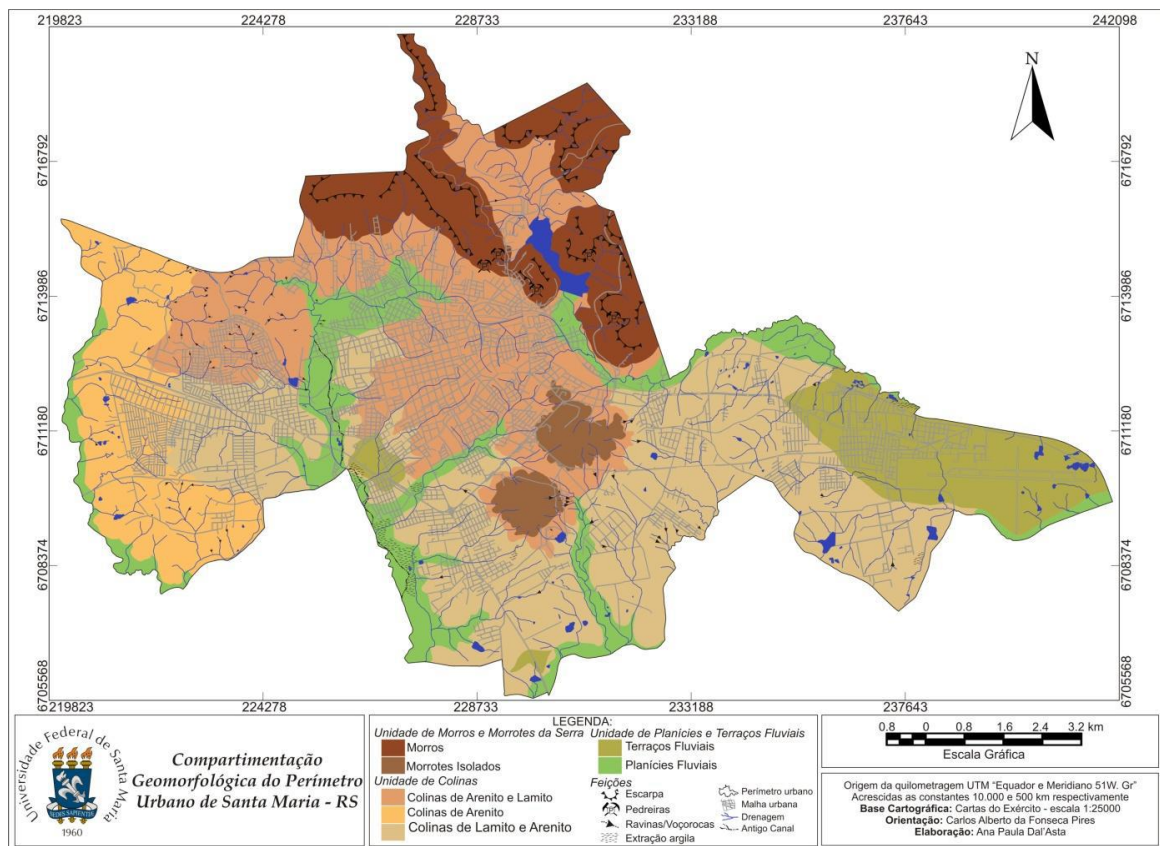 219823 224278 228733 233188 237643 242098
N
6716792 6716792
6713986 6713986
6711180 6711180
6708374 6708374
6705568 6705568
219823 224278 228733 233188 237643
Universidade Federal de Santa Maria
SEDES SAPIENTIAE
1960
Compartimentação
Geomorfológica do Perímetro
Urbano de Santa Maria - RS
LEGENDA:
Unidade de Morros e Morrotes da Serra
Morros
Morrotes Isolados
Unidade de Colinas
Colinas de Arenito e Lamito
Colinas de Arenito
Colinas de Lamito e Arenito
Unidade de Planícies e Terraços Fluviais
Terraços Fluviais
Planícies Fluviais
Feições
Escarpa
Pedreiras
Ravinas/Voçorocas
Extração argila
Perímetro urbano
Malha urbana
Drenagem
Antigo Canal
0.8 0 0.8 1.6 2.4 3.2 km
Escala Gráfica
Origem da quilometragem UTM "Equador e Meridiano 51W. Gr"
Acrescidas as constantes 10.000 e 500 km respectivamente
Base Cartográfica: Cartas do Exército - escala 1:25000
Orientação: Carlos Alberto da Fonseca Pires
Elaboração: Ana Paula Dal'Asta